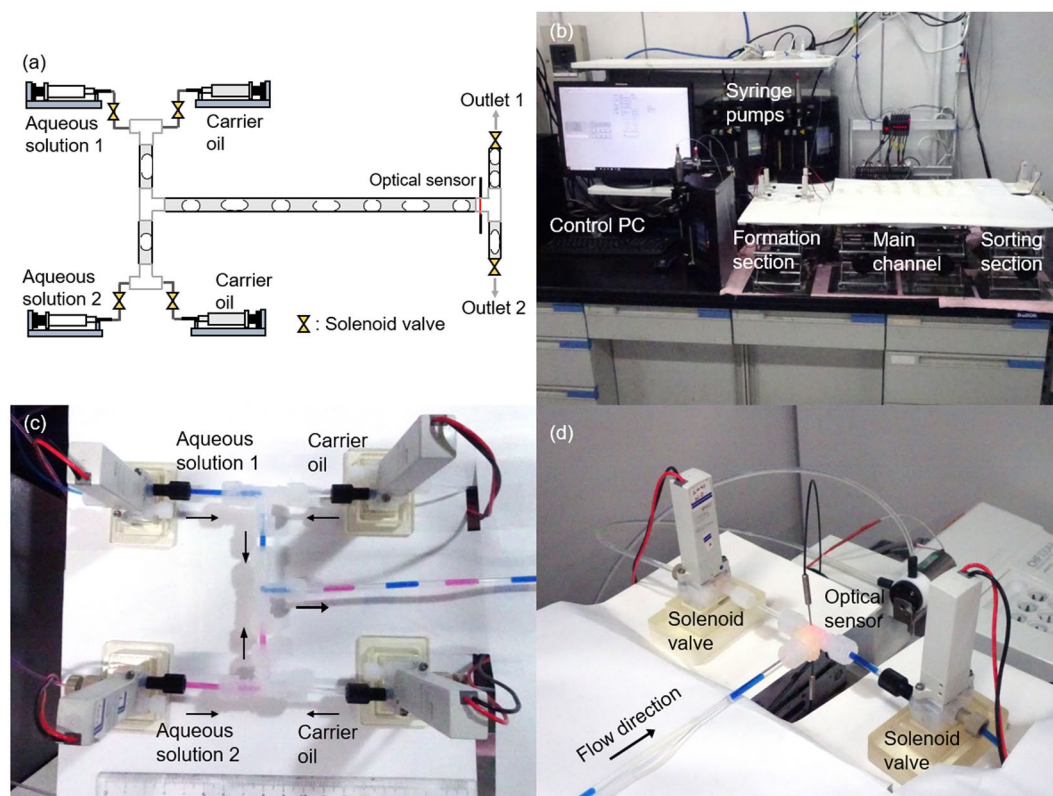 (a)
Aqueous
solution 1
Carrier
oil
Outlet 1
Optical sensor
Aqueous
solution 2
Carrier
oil
Outlet 2
: Solenoid valve
(b)
Syringe
pumps
Control PC
Formation
section
Main
channel
Sorting
section
(c)
Aqueous
solution 1
Carrier
oil
Aqueous
solution 2
Carrier
oil
(d)
Solenoid
valve
Optical
sensor
Flow direction
Solenoid
valve